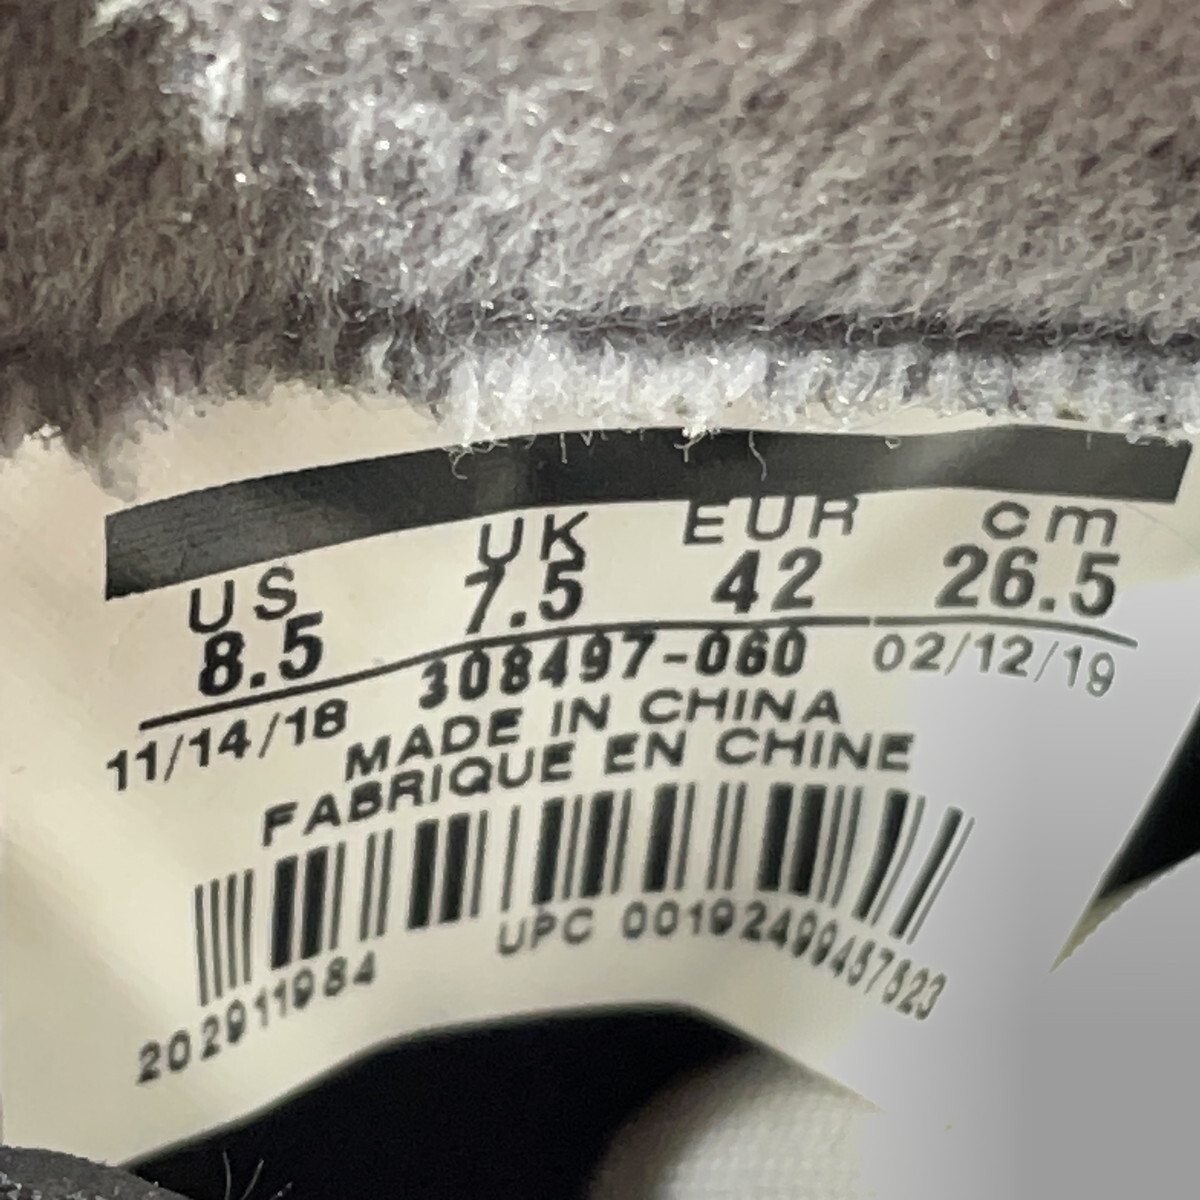 US UK EUR cm
8.5 7.5 42 26.5
11/14/18 308497-060 02/12/19
MADE IN CHINA
FABRIQUE EN CHINE
202911984 UPC 00192499457523